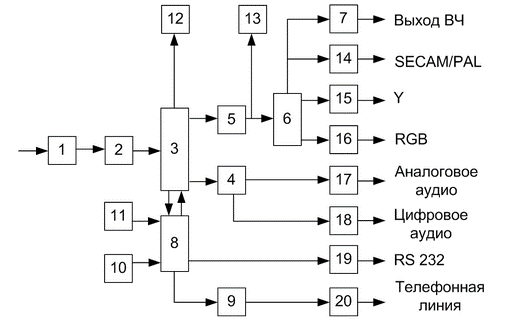 12
13
7 Выход ВЧ
14 SECAM/PAL
15 Y
1 2 3 5 6
16 RGB
4 17 Аналоговое
аудио
11 18 Цифровое
аудио
8
10 19 RS 232
9 20 Телефонная
линия